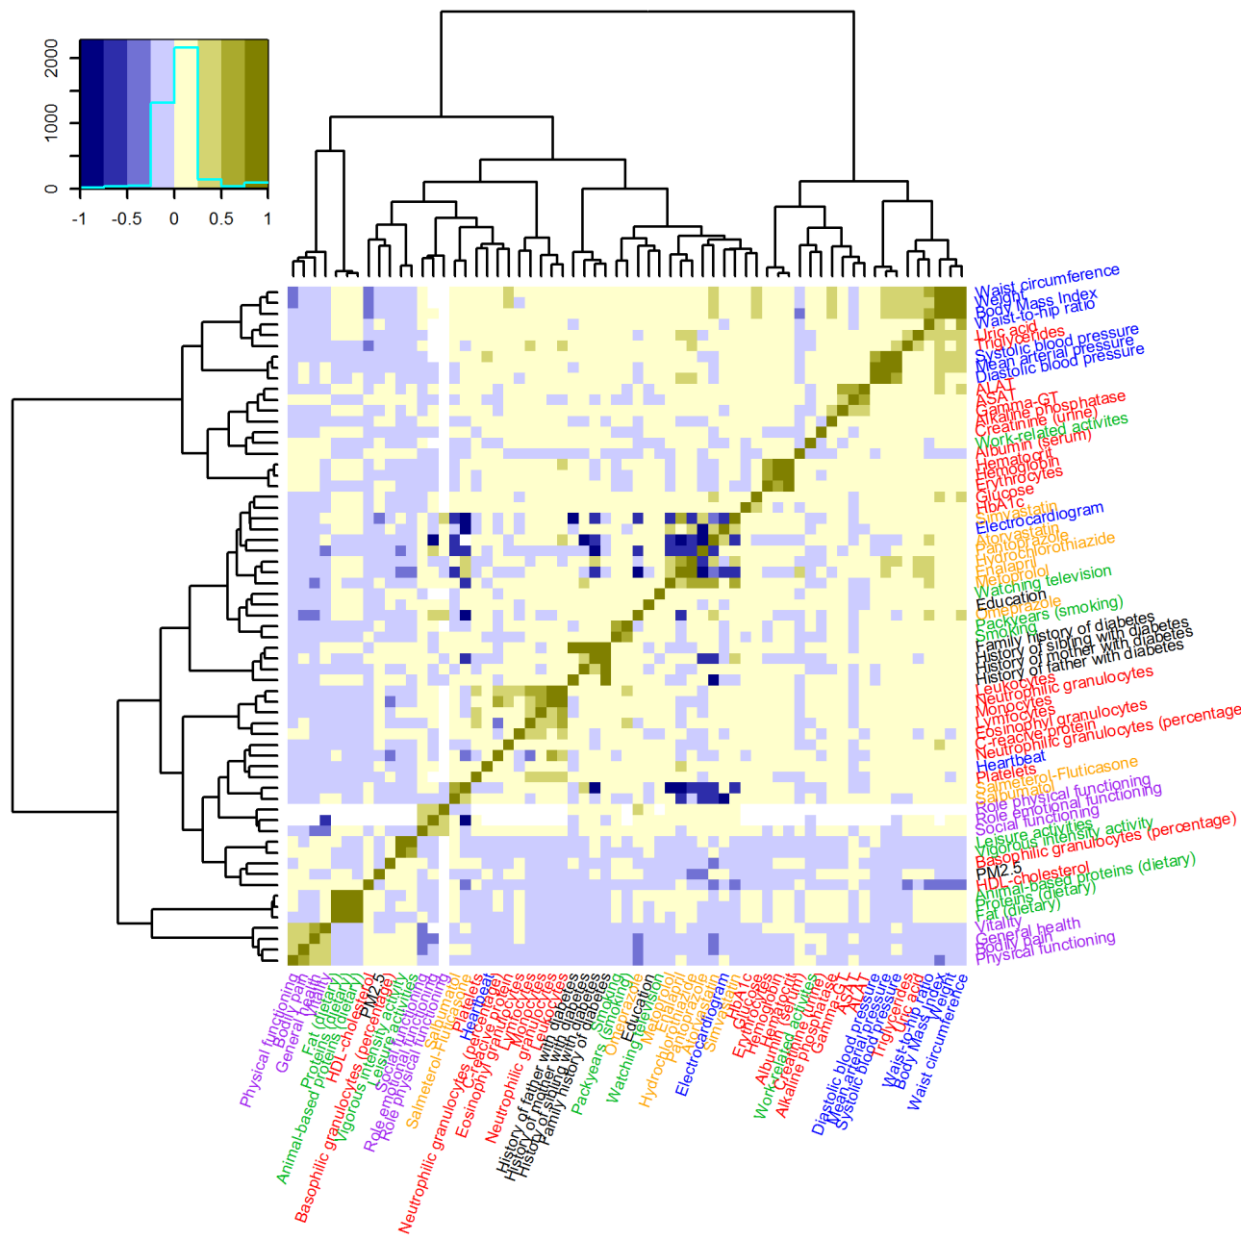 2000
1000
0
-1
-0.5
0
0.5
1
Waist circumference
Weight
Body Mass Index
Waist-to-hip ratio
Uric acid
Triglycerides
Systolic blood pressure
Mean arterial pressure
Diastolic blood pressure
ALAT
ASAT
Gamma-GT
Alkaline phosphatase
Creatinine (urine)
Work-related activites
Albumin (serum)
Hematocrit
Hemoglobin
Erythrocytes
Glucose
HbA1c
Simvastatin
Electrocardiogram
Atorvastatin
Pantoprazole
Hydrochlorothiazide
Enalapril
Metoprolol
Watching television
Education
Omeprazole
Packyears (smoking)
Smoking
Family history of diabetes
History of sibling with diabetes
History of mother with diabetes
History of father with diabetes
Leukocytes
Neutrophilic granulocytes
Monocytes
Lymfocytes
Eosinophyl granulocytes
C-reacive protein
Neutrophilic granulocytes (percentage
Heartbeat
Platelets
Salmeterol-Fluticasone
Salbumatol
Role physical functioning
Role emotional functioning
Social functioning
Leisure activities
Vigorous intensity activity
Basophilic granulocytes (percentage)
PM2.5
HDL-cholesterol
Animal-based proteins (dietary)
Proteins (dietary)
Fat (dietary)
Vitality
General health
Bodily pain
Physical functioning
Physical functioning
Bodily pain
General health
Vitality
Fat (dietary)
Proteins (dietary)
Animal-based proteins (dietary)
HDL-cholesterol
PM2.5
Basophilic granulocytes (percentage)
Vigorous intensity activity
Leisure activities
Social functioning
Role emotional functioning
Role physical functioning
Salbumatol
Salmeterol-Fluticasone
Platelets
Heartbeat
Neutrophilic granulocytes (percentage)
C-reacive protein
Eosinophyl granulocytes
Lymfocytes
Monocytes
Neutrophilic granulocytes
Leukocytes
History of father with diabetes
History of mother with diabetes
History of sibling with diabetes
Family history of diabetes
Smoking
Packyears (smoking)
Omeprazole
Education
Watching television
Metoprolol
Enalapril
Hydrochlorothiazide
Pantoprazole
Atorvastatin
Electrocardiogram
Simvastatin
HbA1c
Glucose
Erythrocytes
Hemoglobin
Hematocrit
Albumin (serum)
Work-related activites
Creatinine (urine)
Alkaline phosphatase
Gamma-GT
ASAT
ALAT
Diastolic blood pressure
Mean arterial pressure
Systolic blood pressure
Triglycerides
Uric acid
Waist-to-hip ratio
Body Mass Index
Weight
Waist circumference